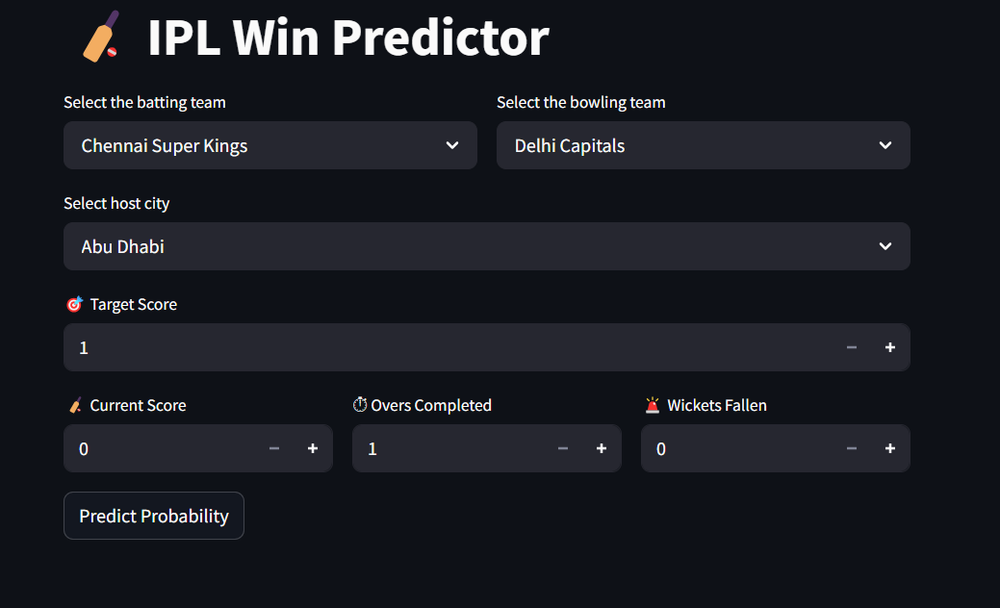 IPL Win Predictor
Select the batting team Select the bowling team
Chennai Super Kings Delhi Capitals
Select host city
Abu Dhabi
Target Score
1 − +
Current Score Overs Completed Wickets Fallen
0 − + 1 − + 0 − +
Predict Probability